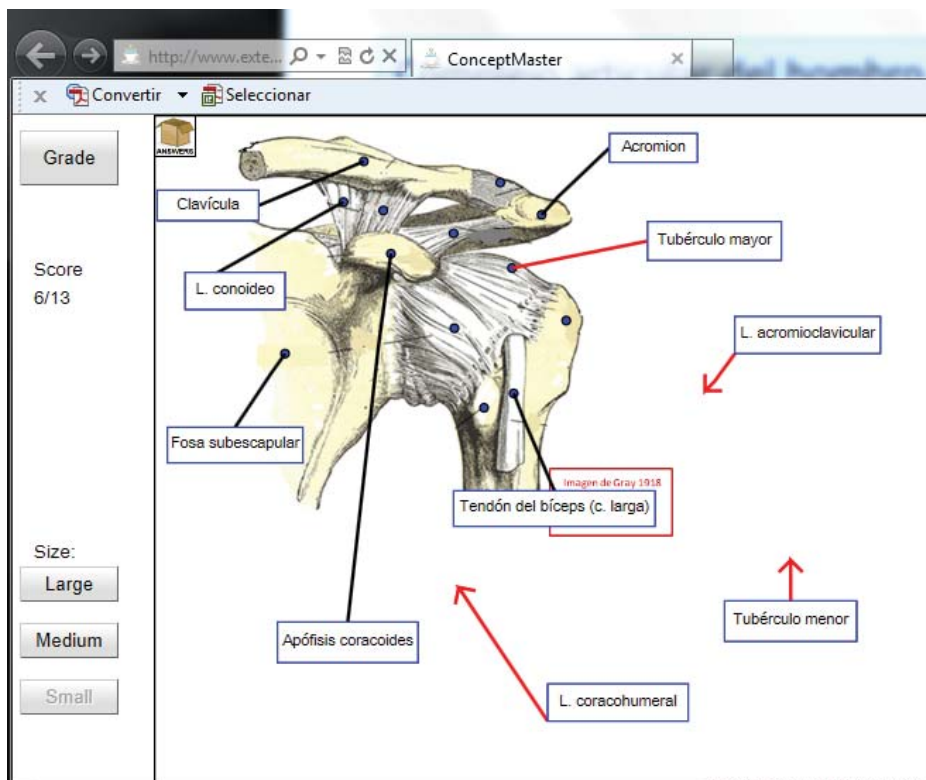 http://www.exte...
ConceptMaster
x Convertir Seleccionar
Grade
ANSWERS
Acromion
Clavícula
Tubérculo mayor
Score
6/13
L. conoideo
L. acromioclavicular
Fosa subescapular
Imagen de Gray 1918
Tendón del bíceps (c. larga)
Size:
Large
Medium
Small
Apófisis coracoides
Tubérculo menor
L. coracohumeral